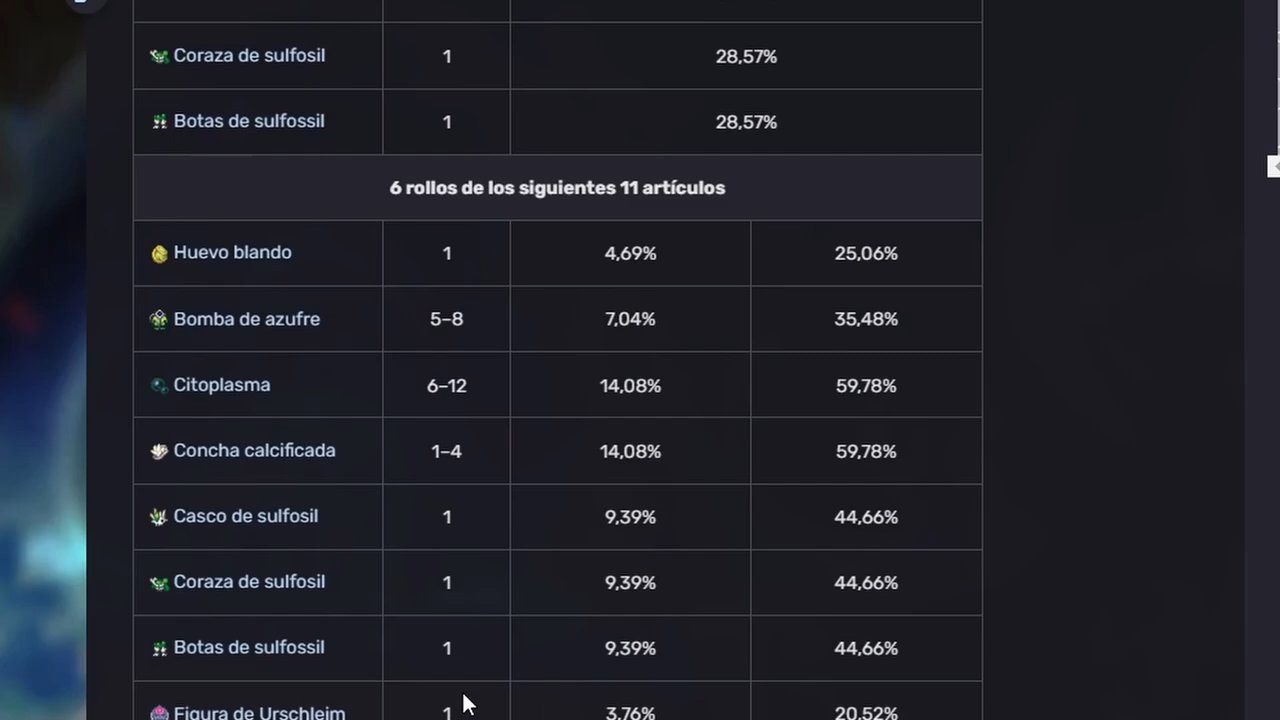 Coraza de sulfosil 1 28,57%
Botas de sulfossil 1 28,57%
6 rollos de los siguientes 11 artículos
Huevo blando 1 4,69% 25,06%
Bomba de azufre 5–8 7,04% 35,48%
Citoplasma 6–12 14,08% 59,78%
Concha calcificada 1–4 14,08% 59,78%
Casco de sulfosil 1 9,39% 44,66%
Coraza de sulfosil 1 9,39% 44,66%
Botas de sulfossil 1 9,39% 44,66%
Figura de Urschleim 1 3,76% 20,52%